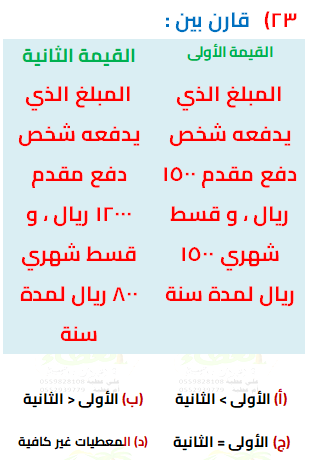 ٢٣) قارن بين :
القيمة الأولى
المبلغ الذي
يدفعه شخص
دفع مقدم ١٥٠٠
ريال ، و قسط
شهري ١٥٠٠
ريال لمدة سنة
القيمة الثانية
المبلغ الذي
يدفعه شخص
دفع مقدم
١٢٠٠٠ ريال ، و
قسط شهري
٨٠٠ ريال لمدة
سنة
(أ) الأولى > الثانية
(ب) الأولى < الثانية
(ج) الأولى = الثانية
(د) المعطيات غير كافية